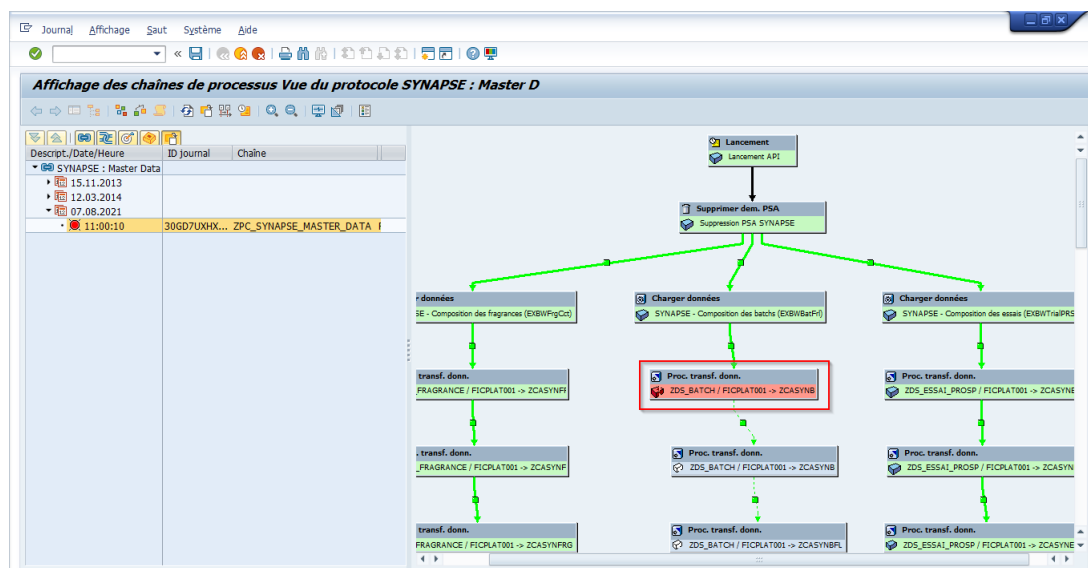 Journal Affichage Saut Système Aide
Affichage des chaînes de processus Vue du protocole SYNAPSE : Master D
Descript./Date/Heure ID journal Chaîne
SYNAPSE : Master Data
15.11.2013
12.03.2014
07.08.2021
11:00:10 30GD7UXHX... ZPC_SYNAPSE_MASTER_DATA
Lancement
Lancement API
Supprimer dem. PSA
Suppression PSA SYNAPSE
r données
SE - Composition des fragrances (EXBWFrgCct)
Charger données
SYNAPSE - Composition des batchs (EXBWBatFrl)
Charger données
SYNAPSE - Composition des essais (EXBWTrialPRS
transf. donn.
_FRAGRANCE / FICPLAT001 -> ZCASYNFF
Proc. transf. donn.
ZDS_BATCH / FICPLAT001 -> ZCASYNB
Proc. transf. donn.
ZDS_ESSAI_PROSP / FICPLAT001 -> ZCASYNE
. transf. donn.
_FRAGRANCE / FICPLAT001 -> ZCASYNF
Proc. transf. donn.
ZDS_BATCH / FICPLAT001 -> ZCASYNB
Proc. transf. donn.
ZDS_ESSAI_PROSP / FICPLAT001 -> ZCASYN
transf. donn.
FRAGRANCE / FICPLAT001 -> ZCASYNFRG
Proc. transf. donn.
ZDS_BATCH / FICPLAT001 -> ZCASYNBFL
Proc. transf. donn.
ZDS_ESSAI_PROSP / FICPLAT001 -> ZCASYNE